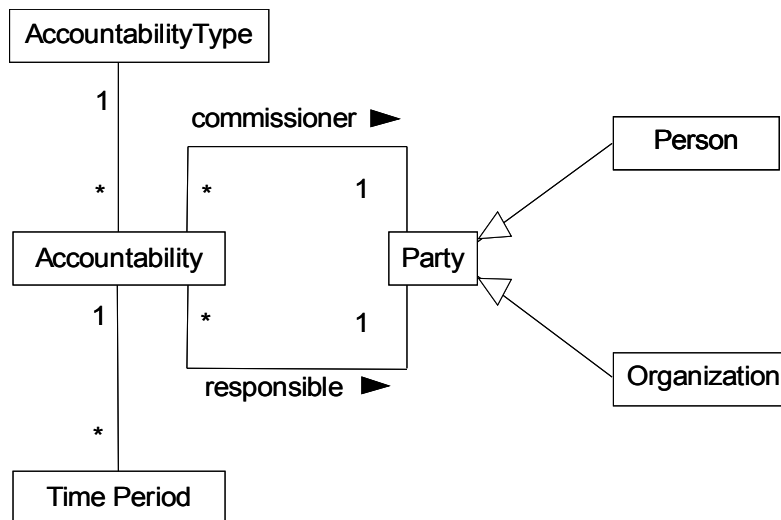 AccountabilityType
1
commissioner ►
Person
*
*
1
Accountability
Party
1
*
1
responsible ►
Organization
*
Time Period